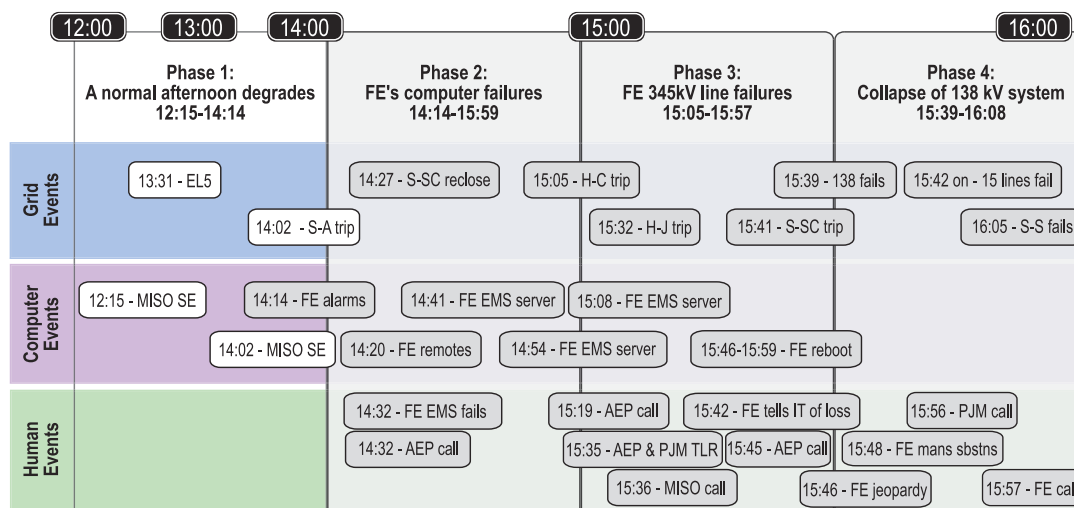 12:00
13:00
14:00
15:00
16:00
Phase 1:
A normal afternoon degrades
12:15-14:14
Phase 2:
FE's computer failures
14:14-15:59
Phase 3:
FE 345kV line failures
15:05-15:57
Phase 4:
Collapse of 138 kV system
15:39-16:08
Grid
Events
13:31 - EL5
14:27 - S-SC reclose
15:05 - H-C trip
15:39 - 138 fails
15:42 on - 15 lines fail
14:02 - S-A trip
15:32 - H-J trip
15:41 - S-SC trip
16:05 - S-S fails
Computer
Events
12:15 - MISO SE
14:14 - FE alarms
14:41 - FE EMS server
15:08 - FE EMS server
14:02 - MISO SE
14:20 - FE remotes
14:54 - FE EMS server
15:46-15:59 - FE reboot
Human
Events
14:32 - FE EMS fails
15:19 - AEP call
15:42 - FE tells IT of loss
15:56 - PJM call
14:32 - AEP call
15:35 - AEP & PJM TLR
15:45 - AEP call
15:48 - FE mans sbstns
15:36 - MISO call
15:46 - FE jeopardy
15:57 - FE cal